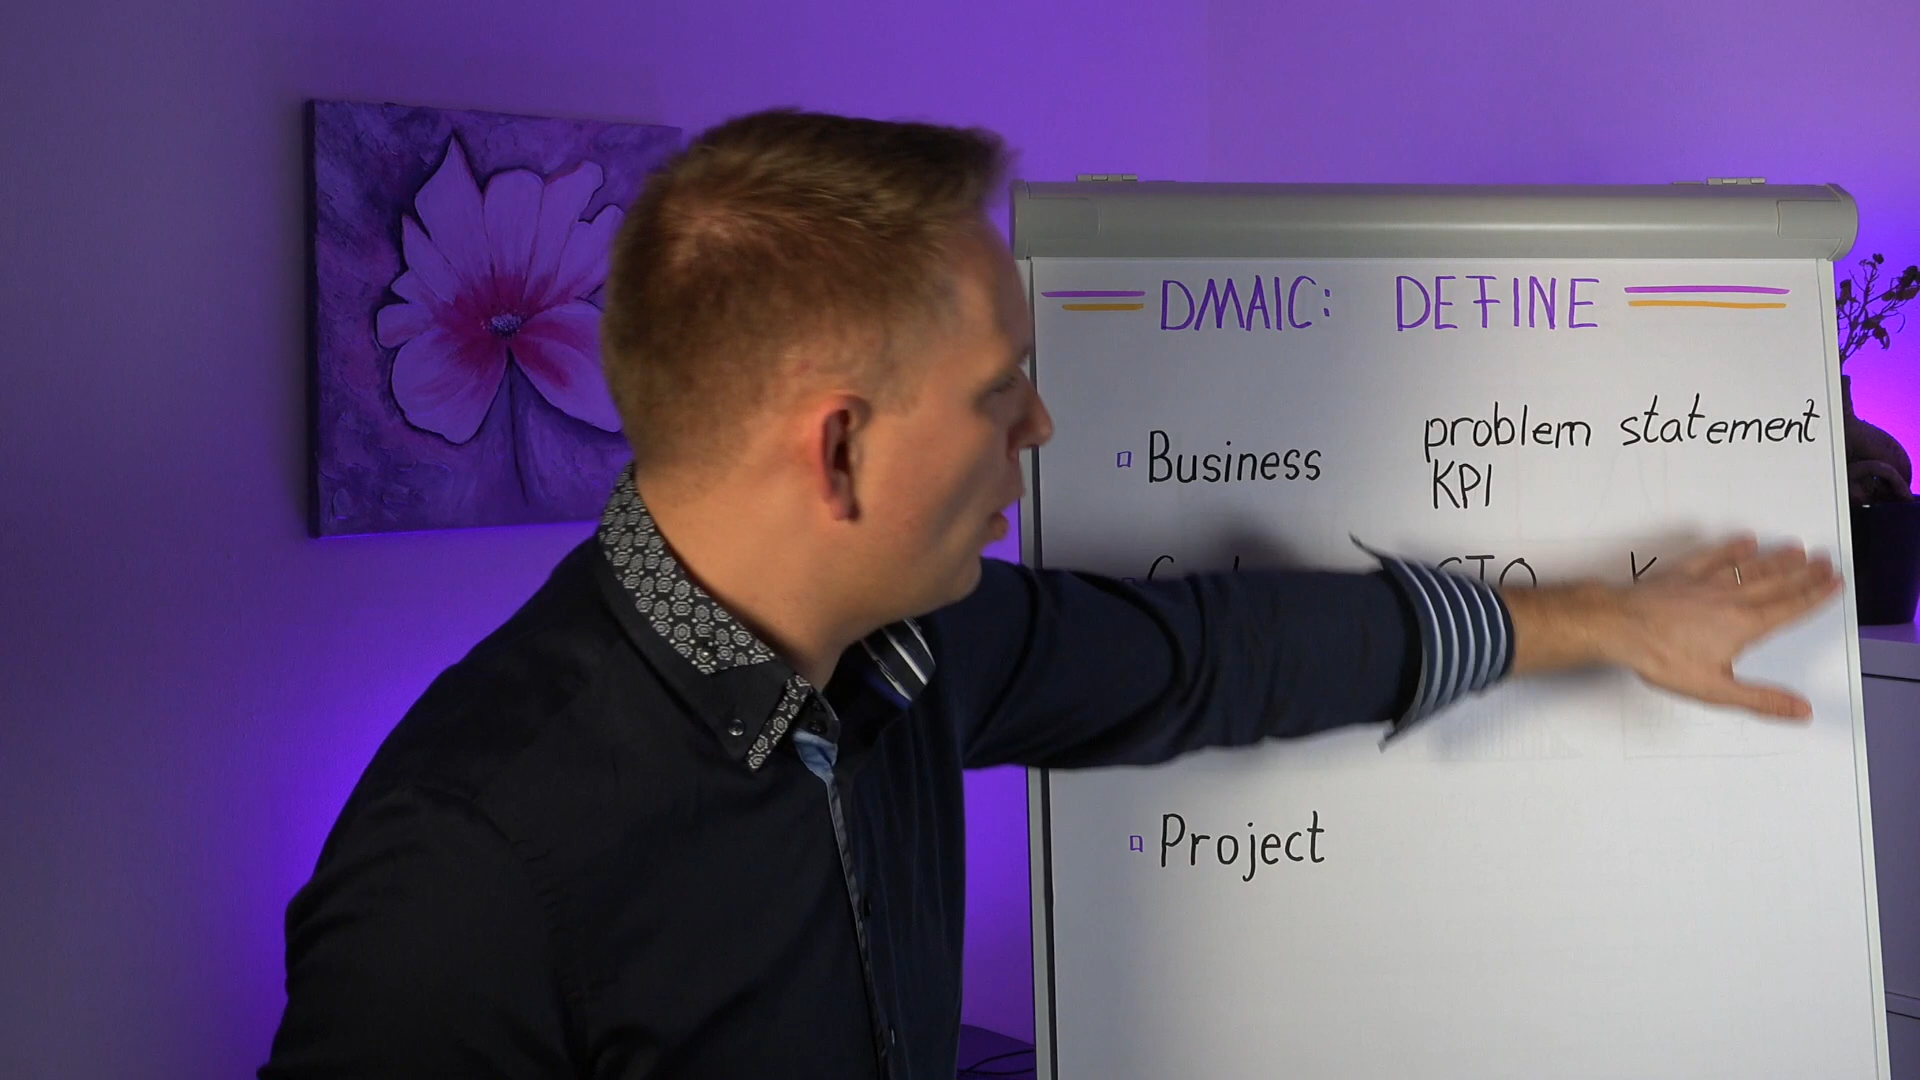 DMAIC: DEFINE
problem statement
Business
KPI
Project